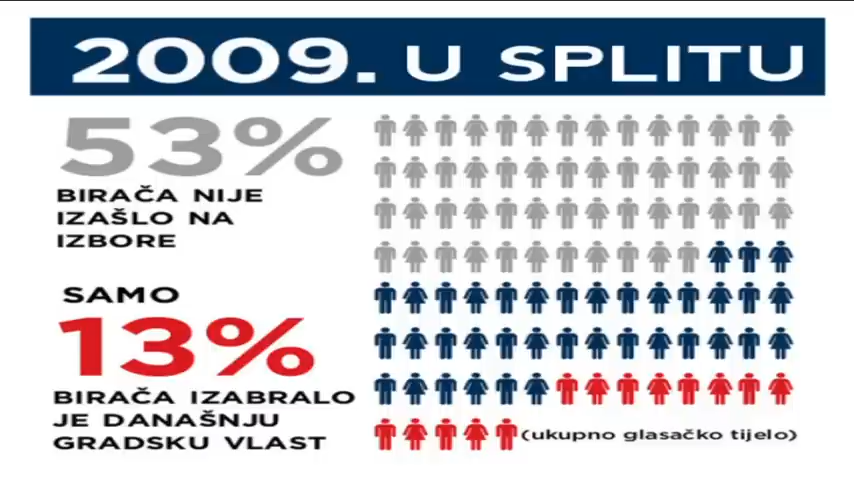 2009. U SPLITU
53%
BIRAČA NIJE
IZAŠLO NA
IZBORE
SAMO
13%
BIRAČA IZABRALO
JE DANAŠNJU
GRADSKU VLAST
(ukupno glasačko tijelo)